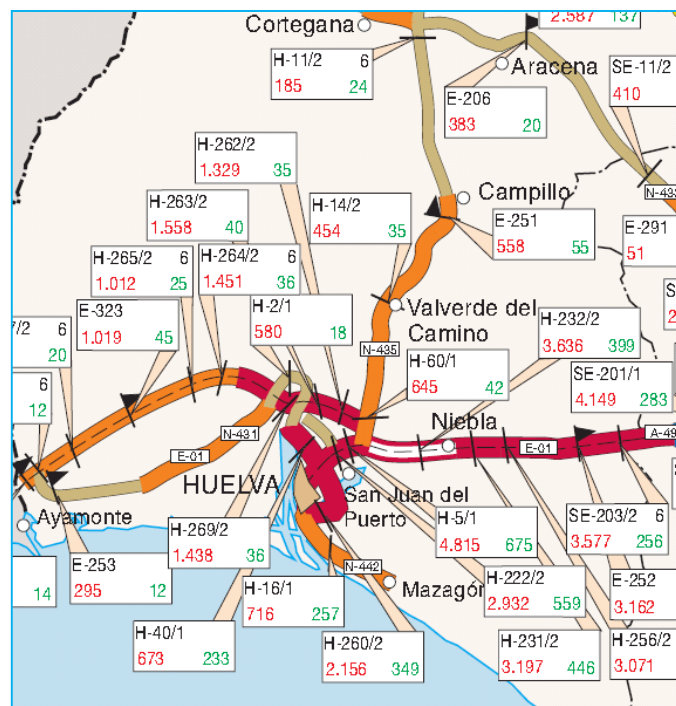 2.587 137
Cortegana
H-11/2 6
185 24
Aracena
SE-11/2
410
E-206
383 20
H-262/2
1.329 35
N-433
Campillo
H-263/2
1.558 40
H-14/2
454 35
E-251
558 55
E-291
51
H-265/2 6
1.012 25
H-264/2 6
1.451 36
E-323
1.019 45
H-2/1
580 18
Valverde del
Camino
H-232/2
3.636 399
7/2 6
20
N-435
H-60/1
645 42
SE-201/1
4.149 283
6
12
Niebla
N-431
E-01
E-01
A-49
HUELVA
San Juan del
Puerto
Ayamonte
H-269/2
1.438 36
H-5/1
4.815 675
SE-203/2 6
3.577 256
E-253
295 12
14
N-442
Mazagón
H-16/1
716 257
H-222/2
2.932 559
E-252
3.162
H-40/1
673 233
H-260/2
2.156 349
H-231/2
3.197 446
H-256/2
3.071